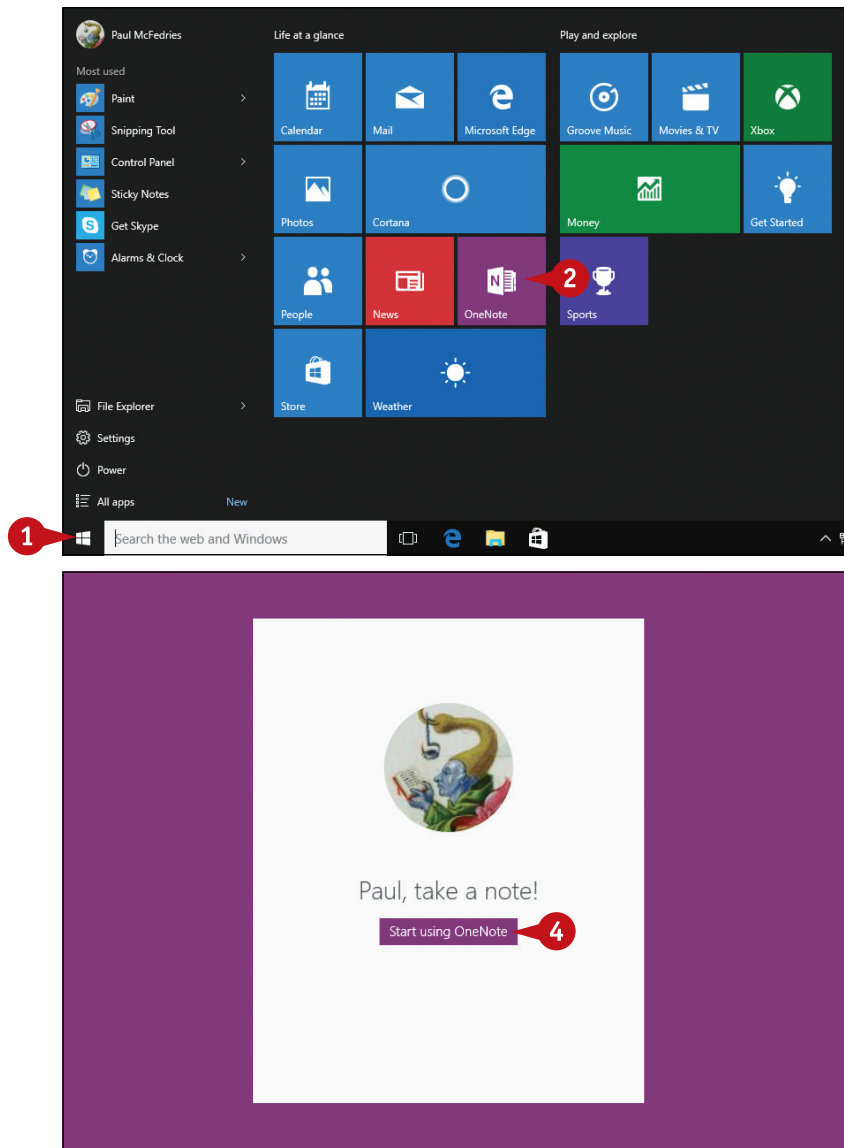 Paul McFedries
Life at a glance
Play and explore
Most used
Paint
Snipping Tool
Control Panel
Sticky Notes
Get Skype
Alarms & Clock
Calendar
Mail
Microsoft Edge
Groove Music
Movies & TV
Xbox
Photos
Cortana
Money
Get Started
People
News
N
OneNote
2
Sports
Store
Weather
File Explorer
Settings
Power
All apps
New
1
Search the web and Windows
Paul, take a note!
Start using OneNote
4